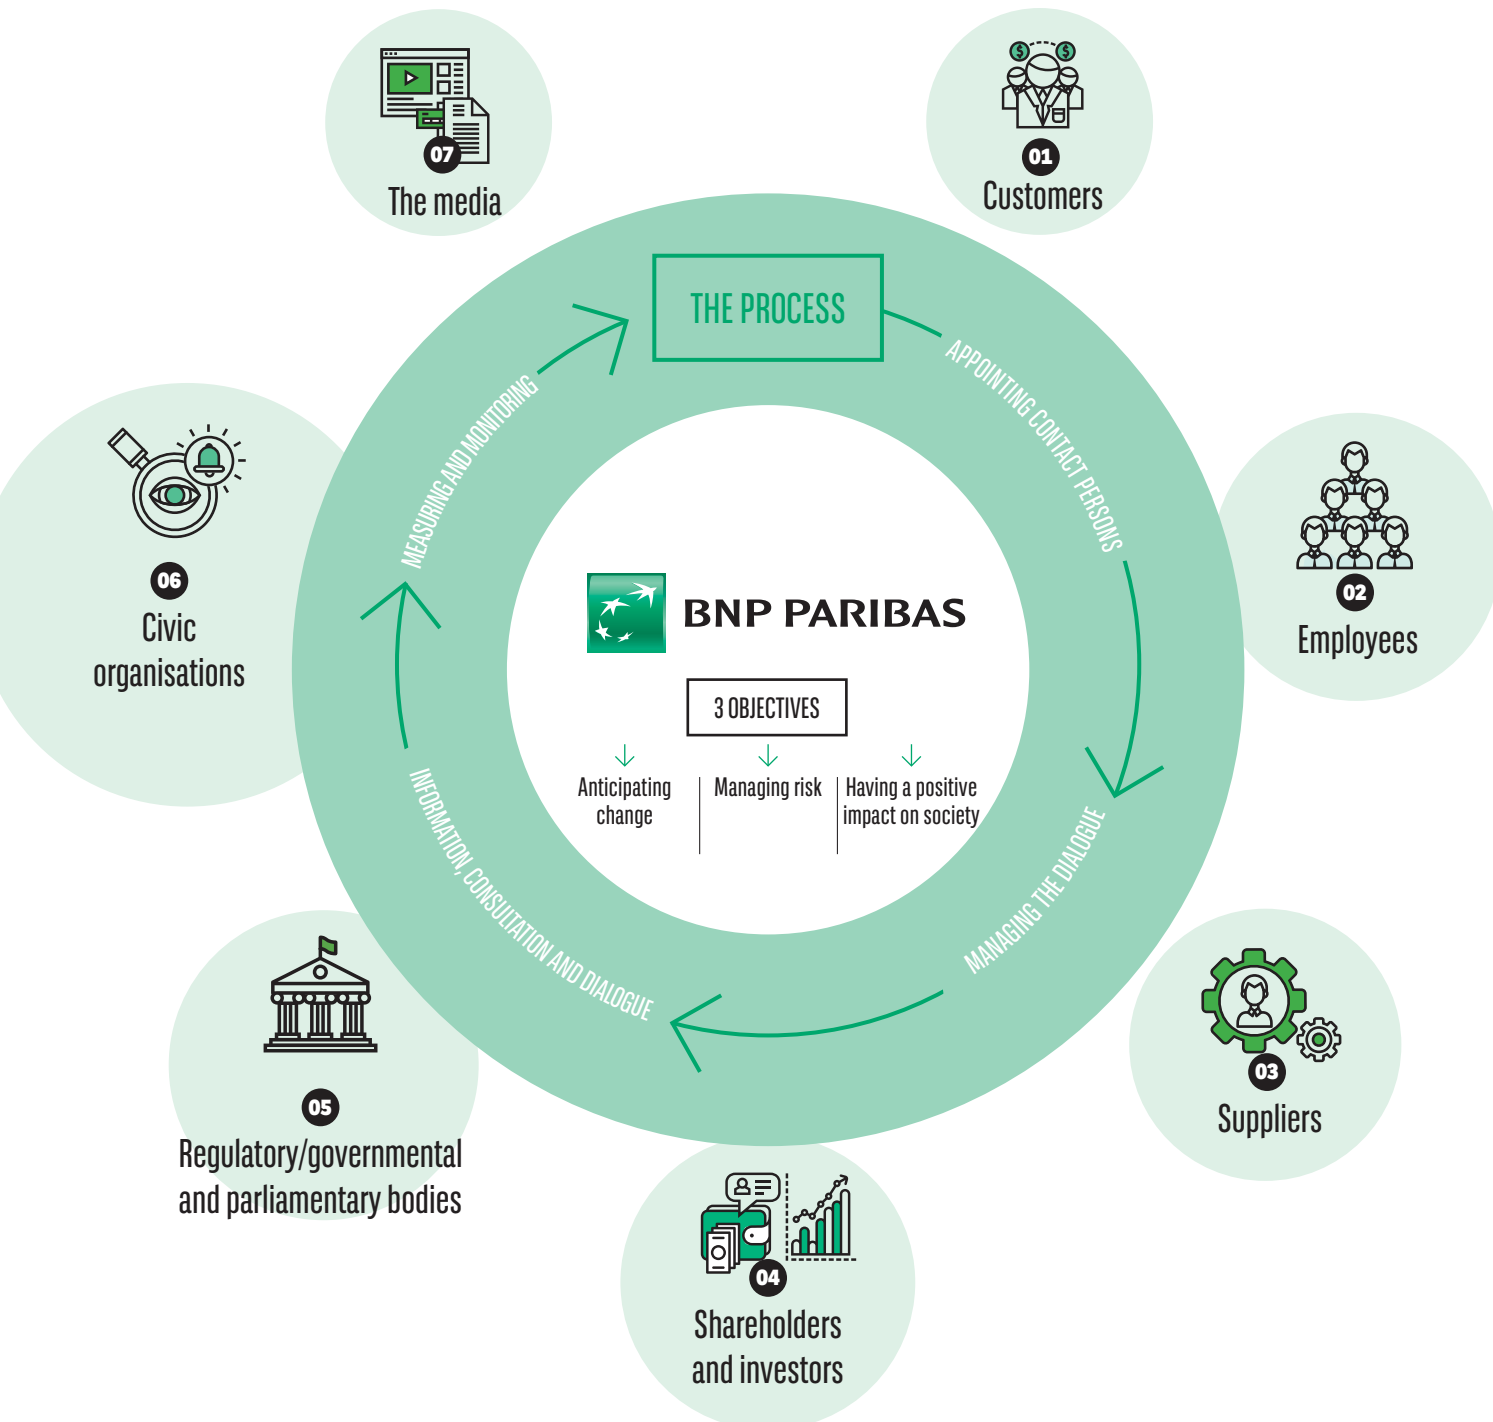 07
The media
$ $
01
Customers
THE PROCESS
APPOINTING CONTACT PERSONS
02
Employees
MANAGING THE DIALOGUE
03
Suppliers
04
Shareholders
and investors
INFORMATION, CONSULTATION AND DIALOGUE
05
Regulatory/governmental
and parliamentary bodies
MEASURING AND MONITORING
06
Civic
organisations
BNP PARIBAS
3 OBJECTIVES
Anticipating
change
Managing risk
Having a positive
impact on society